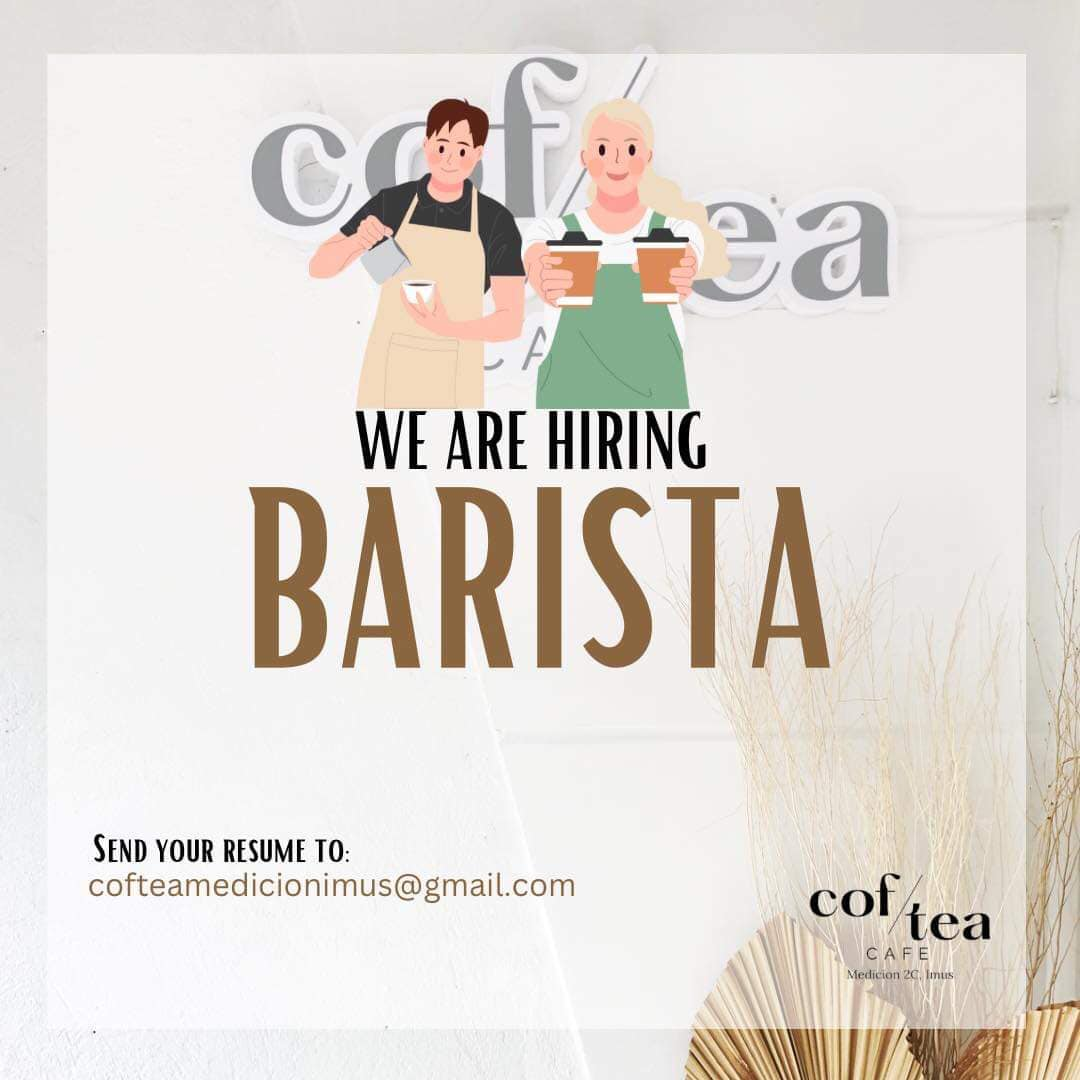 cof/tea
CA
WE ARE HIRING
BARISTA
SEND YOUR RESUME TO:
cofteamedicionimus@gmail.com
cof/tea
CAFE
Medicion 2C, Imus